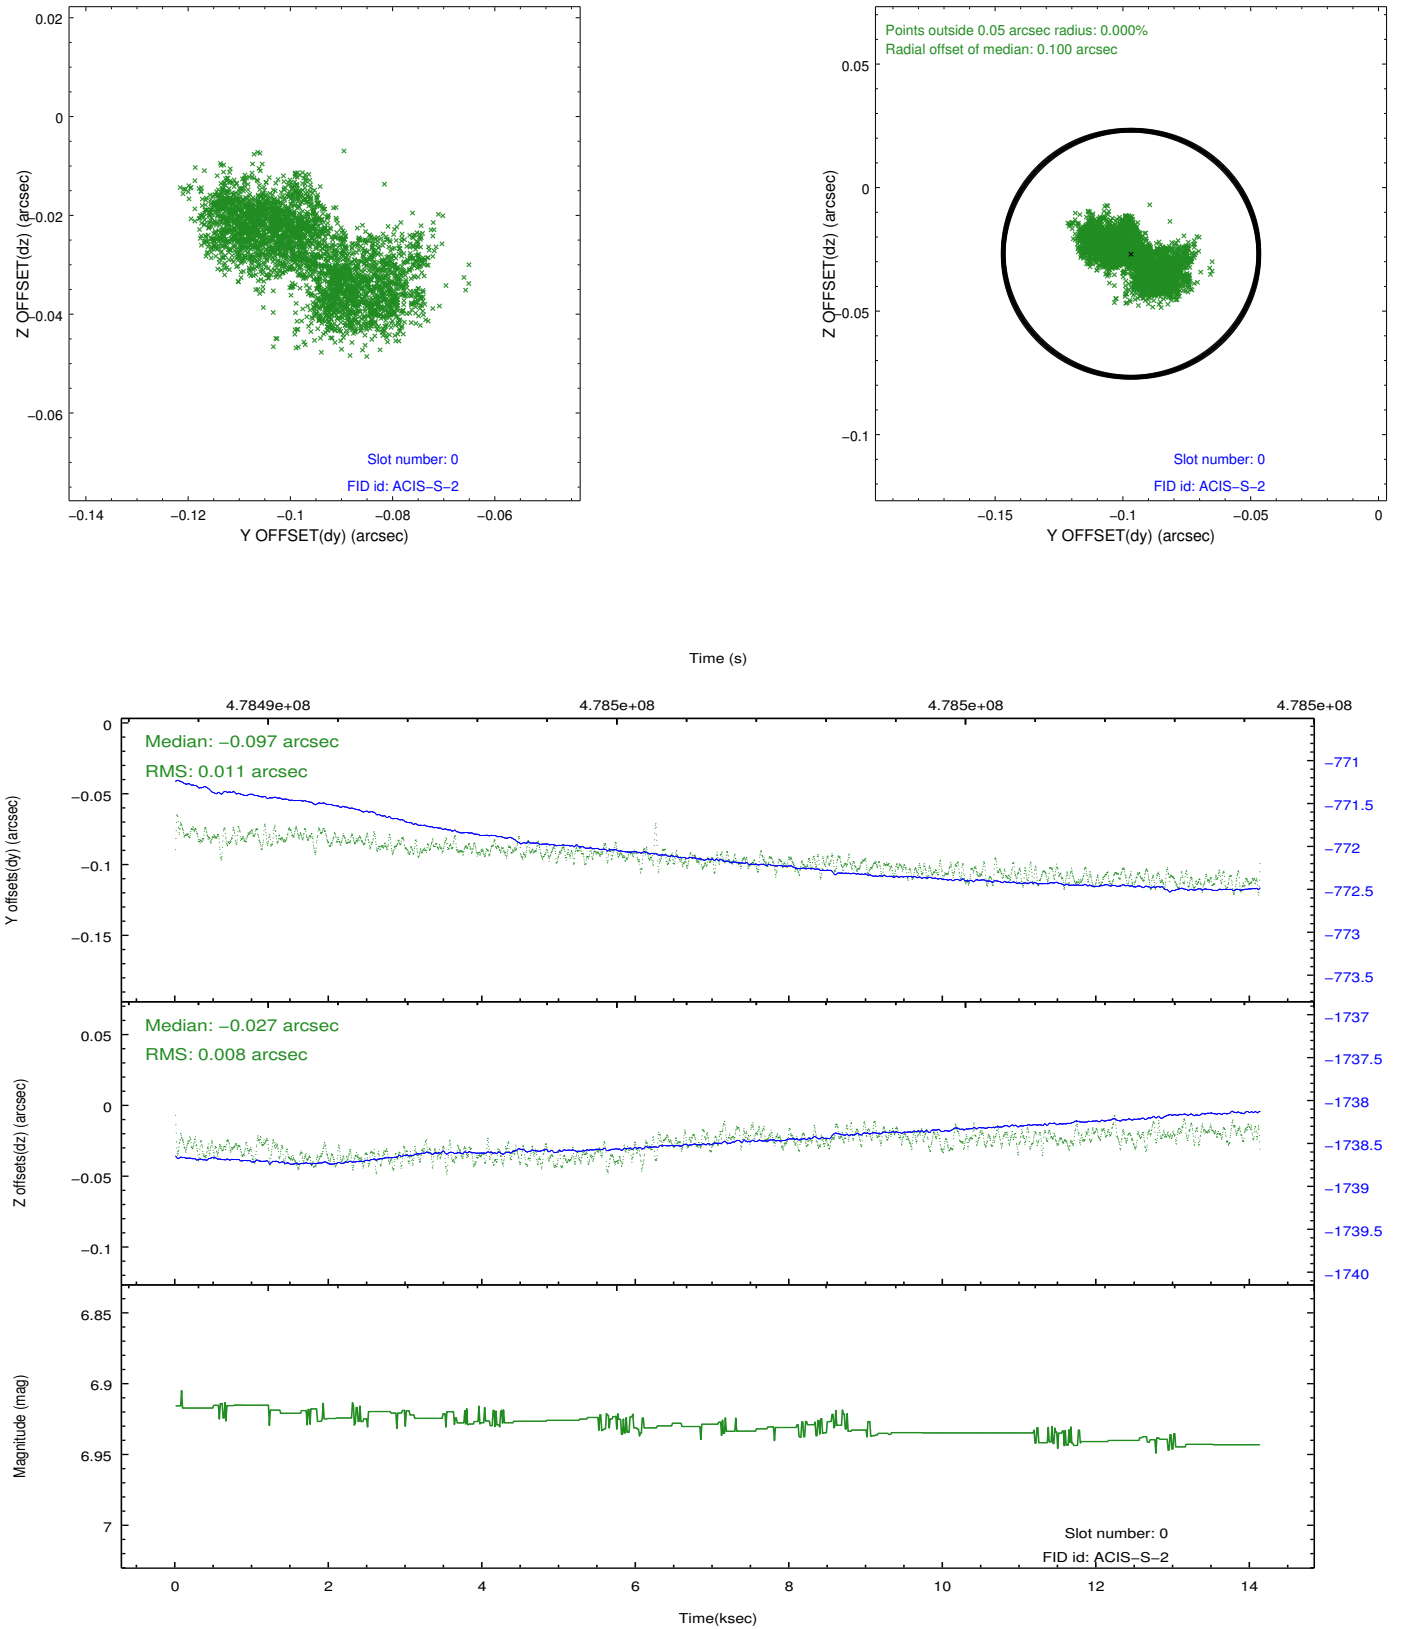 0.02
0
−0.02
−0.04
−0.06
Z OFFSET(dz) (arcsec)
Slot number: 0
FID id: ACIS−S−2
−0.14 −0.12 −0.1 −0.08 −0.06
Y OFFSET(dy) (arcsec)
Points outside 0.05 arcsec radius: 0.000%
Radial offset of median: 0.100 arcsec
0.05
0
−0.05
−0.1
Z OFFSET(dz) (arcsec)
Slot number: 0
FID id: ACIS−S−2
−0.15 −0.1 −0.05 0
Y OFFSET(dy) (arcsec)
Time (s)
4.7849e+08 4.785e+08 4.785e+08 4.785e+08
Median: −0.097 arcsec
RMS: 0.011 arcsec
0
−0.05
−0.1
−0.15
Y offsets(dy) (arcsec)
−771
−771.5
−772
−772.5
−773
−773.5
Median: −0.027 arcsec
RMS: 0.008 arcsec
0.05
0
−0.05
−0.1
Z offsets(dz) (arcsec)
−1737
−1737.5
−1738
−1738.5
−1739
−1739.5
−1740
6.85
6.9
6.95
7
Magnitude (mag)
Slot number: 0
FID id: ACIS−S−2
0 2 4 6 8 10 12 14
Time(ksec)